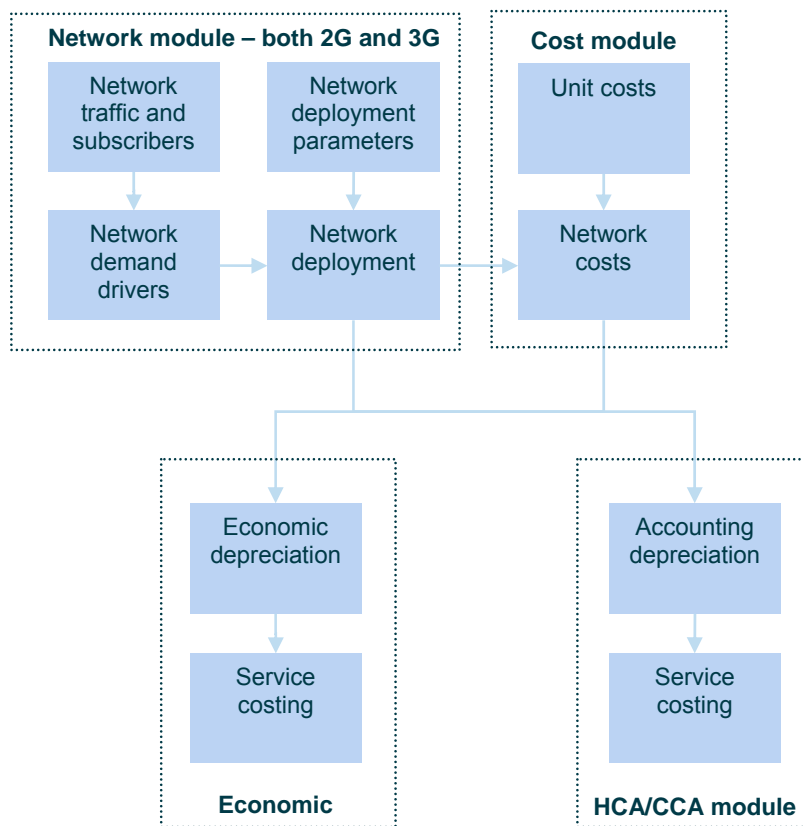 Network module – both 2G and 3G
Cost module
Network
traffic and
subscribers
Network
deployment
parameters
Unit costs
Network
demand
drivers
Network
deployment
Network
costs
Economic
depreciation
Accounting
depreciation
Service
costing
Service
costing
Economic
HCA/CCA module